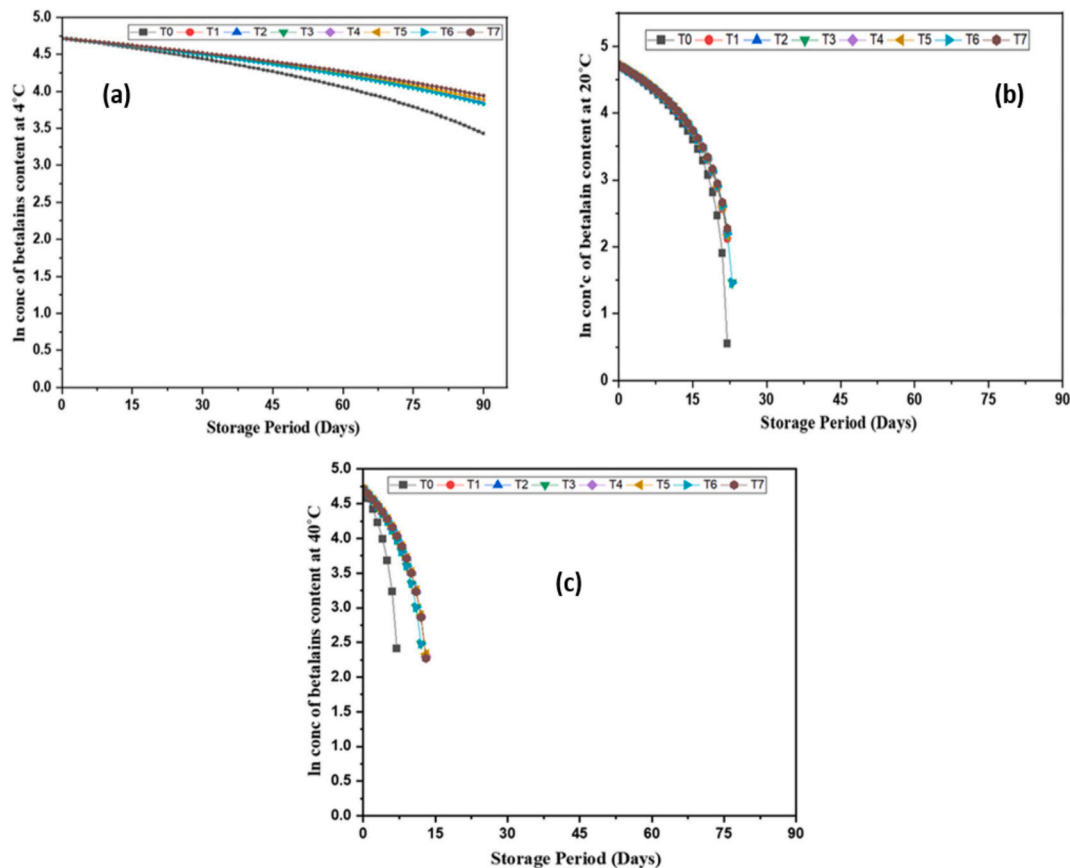 T0 T1 T2 T3 T4 T5 T6 T7
(a)
ln conc of betalains content at 4°C
5.0
4.5
4.0
3.5
3.0
2.5
2.0
1.5
1.0
0.5
0.0
0 15 30 45 60 75 90
Storage Period (Days)
T0 T1 T2 T3 T4 T5 T6 T7
(b)
ln con'c of betalain content at 20°C
5
4
3
2
1
0
0 15 30 45 60 75 90
Storage Period (Days)
T0 T1 T2 T3 T4 T5 T6 T7
(c)
ln conc of betalains content at 40°C
5.0
4.5
4.0
3.5
3.0
2.5
2.0
1.5
1.0
0.5
0.0
0 15 30 45 60 75 90
Storage Period (Days)